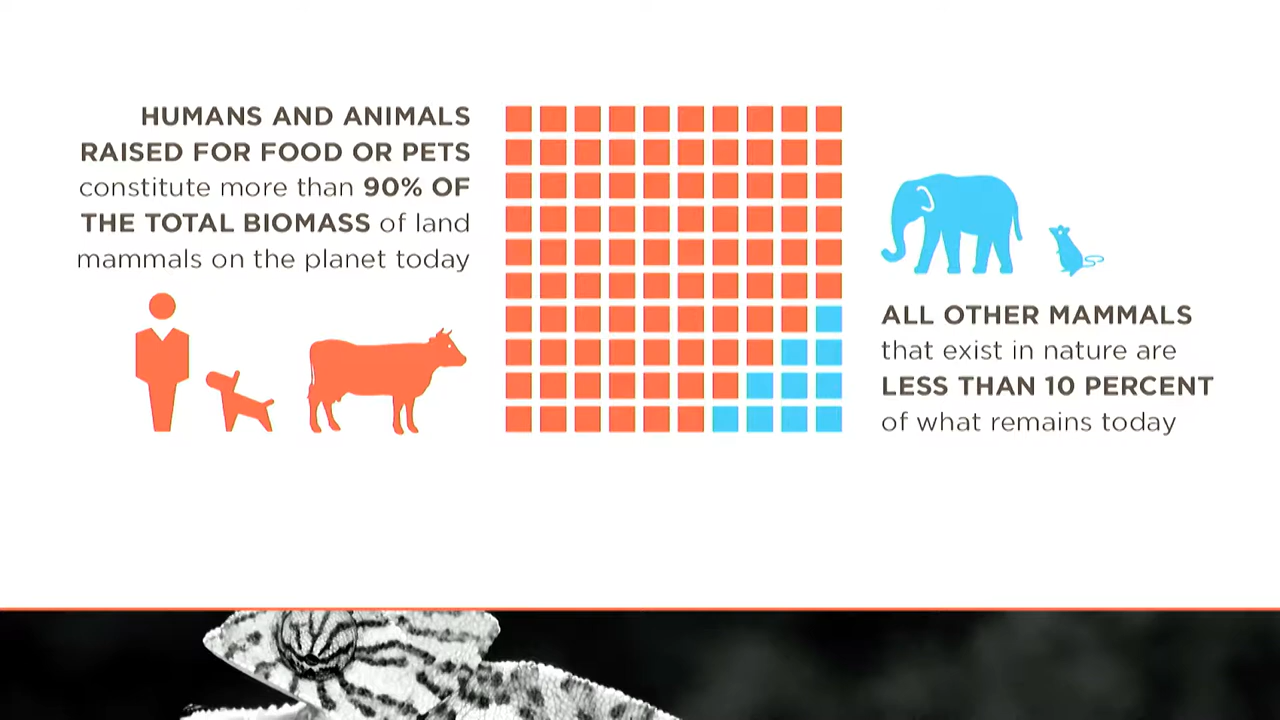 HUMANS AND ANIMALS
RAISED FOR FOOD OR PETS
constitute more than 90% OF
THE TOTAL BIOMASS of land
mammals on the planet today
ALL OTHER MAMMALS
that exist in nature are
LESS THAN 10 PERCENT
of what remains today